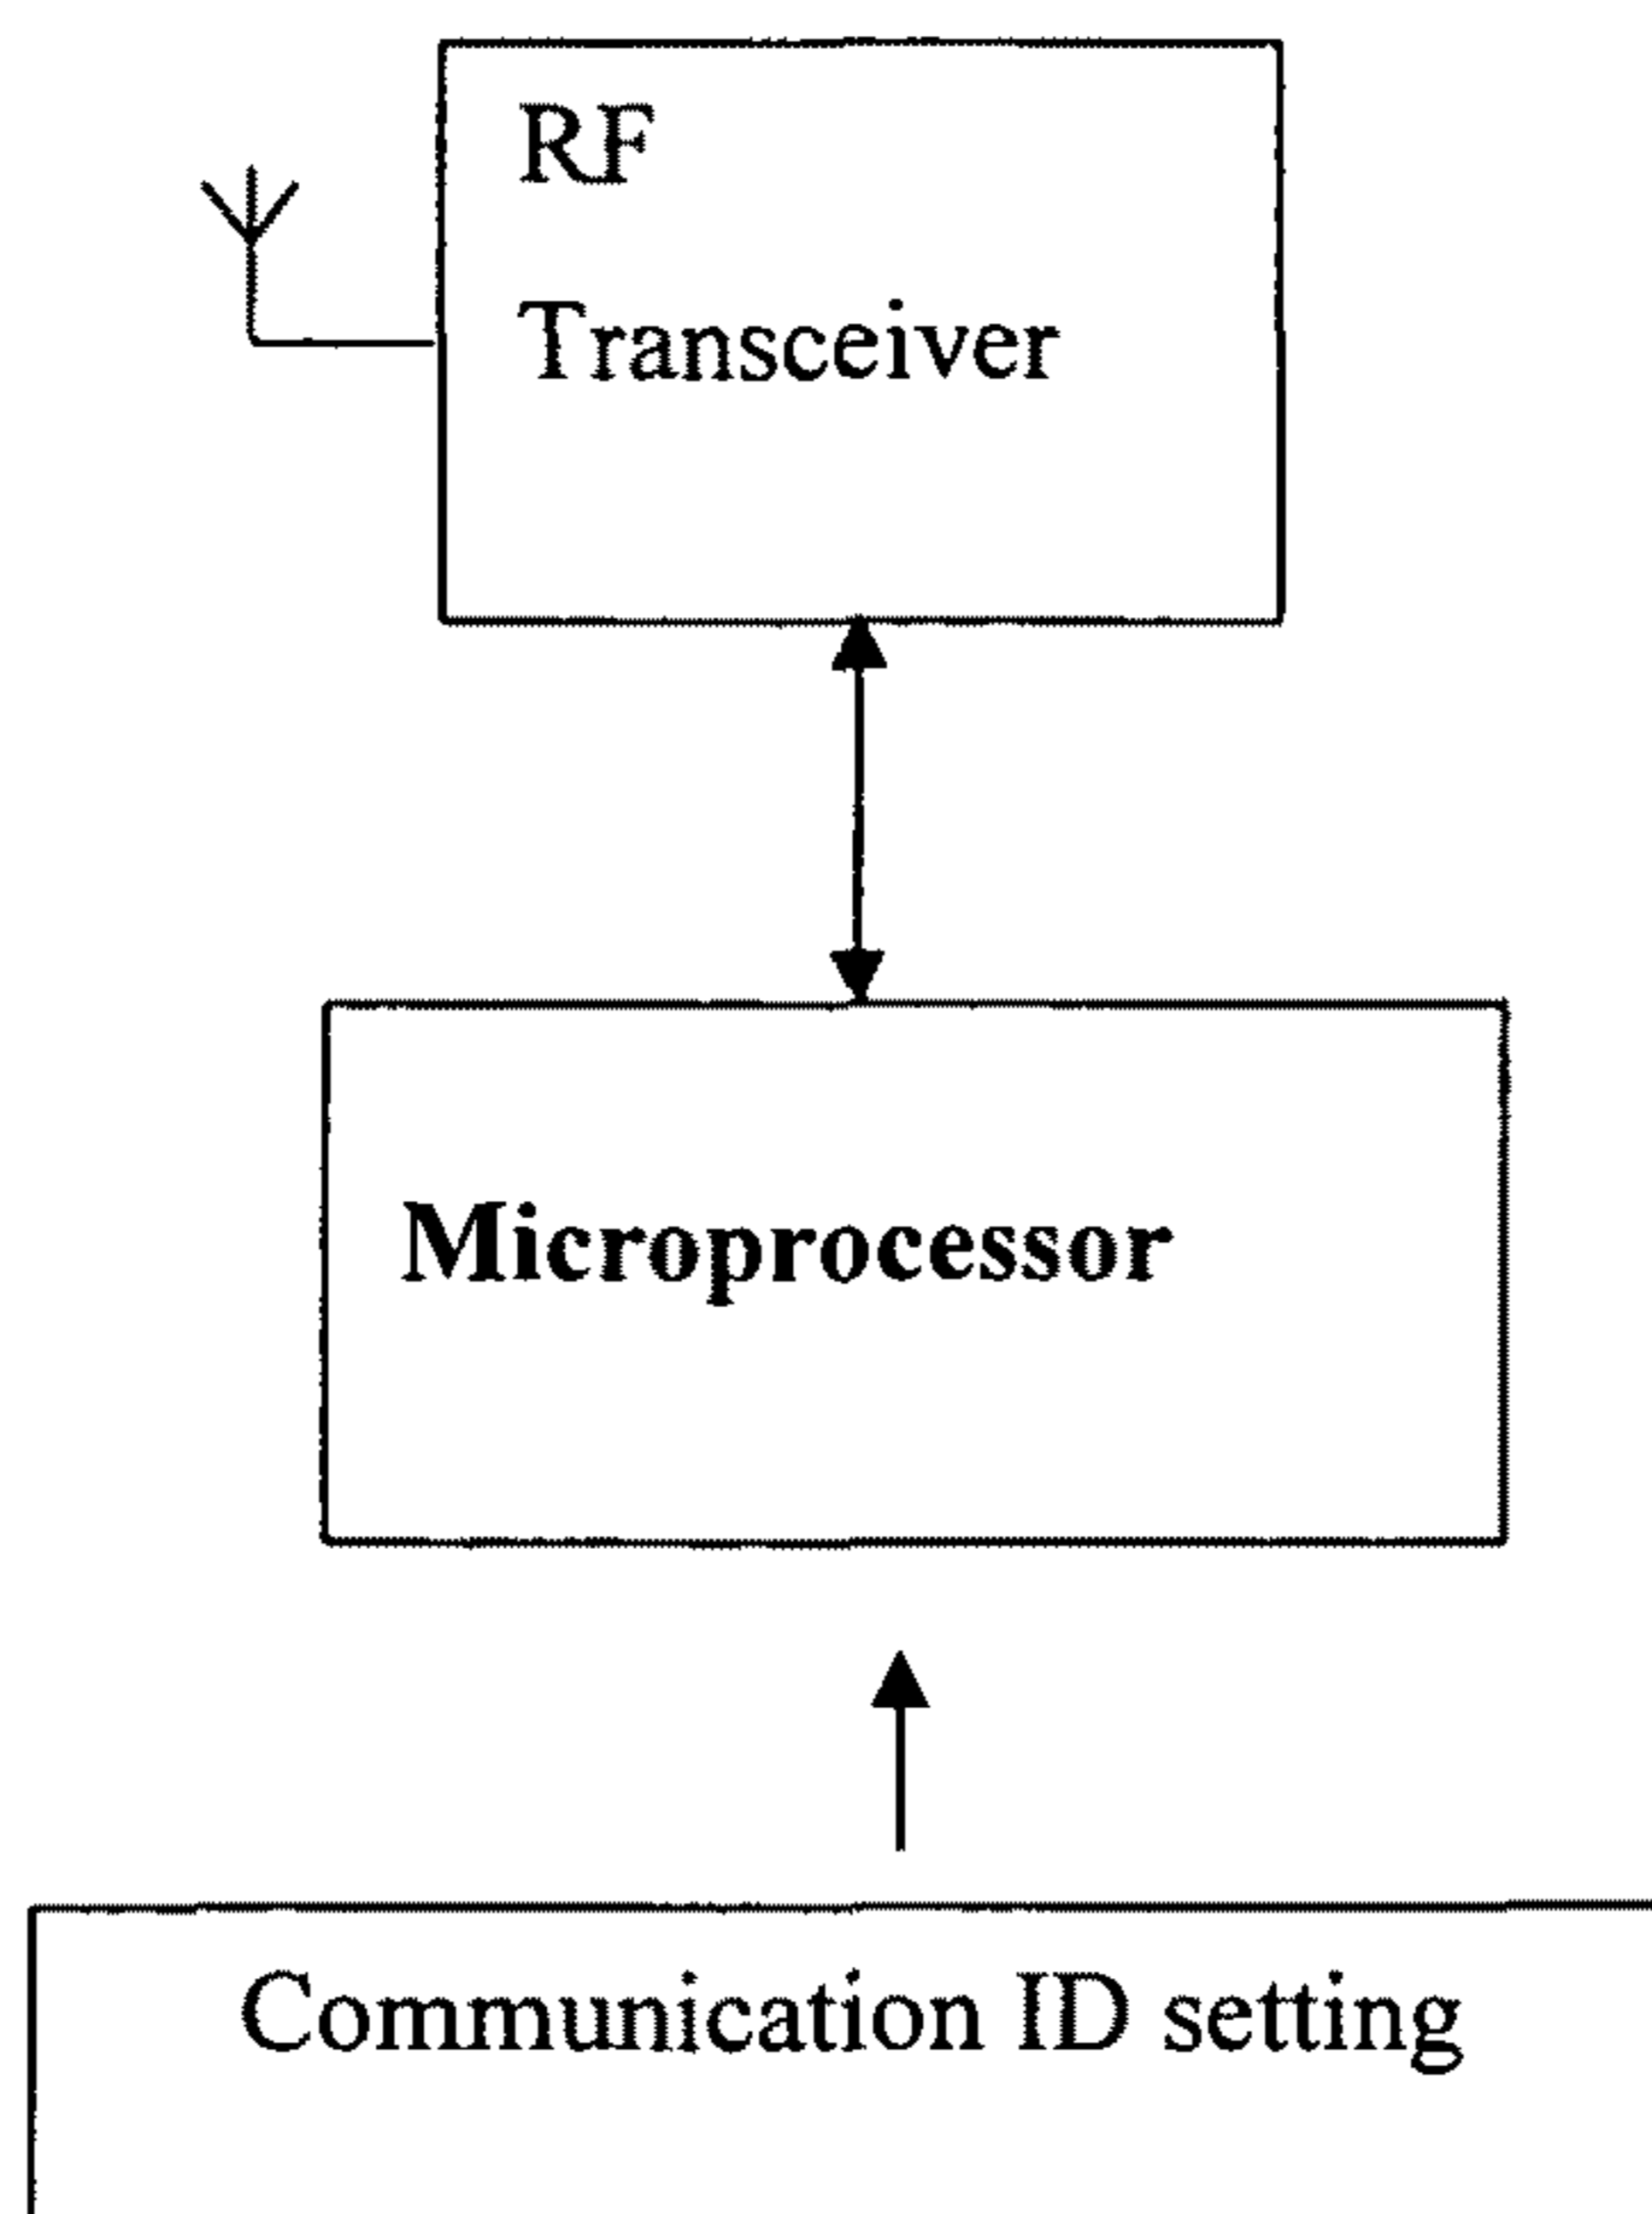 RF
Transceiver
Microprocessor
Communication ID setting